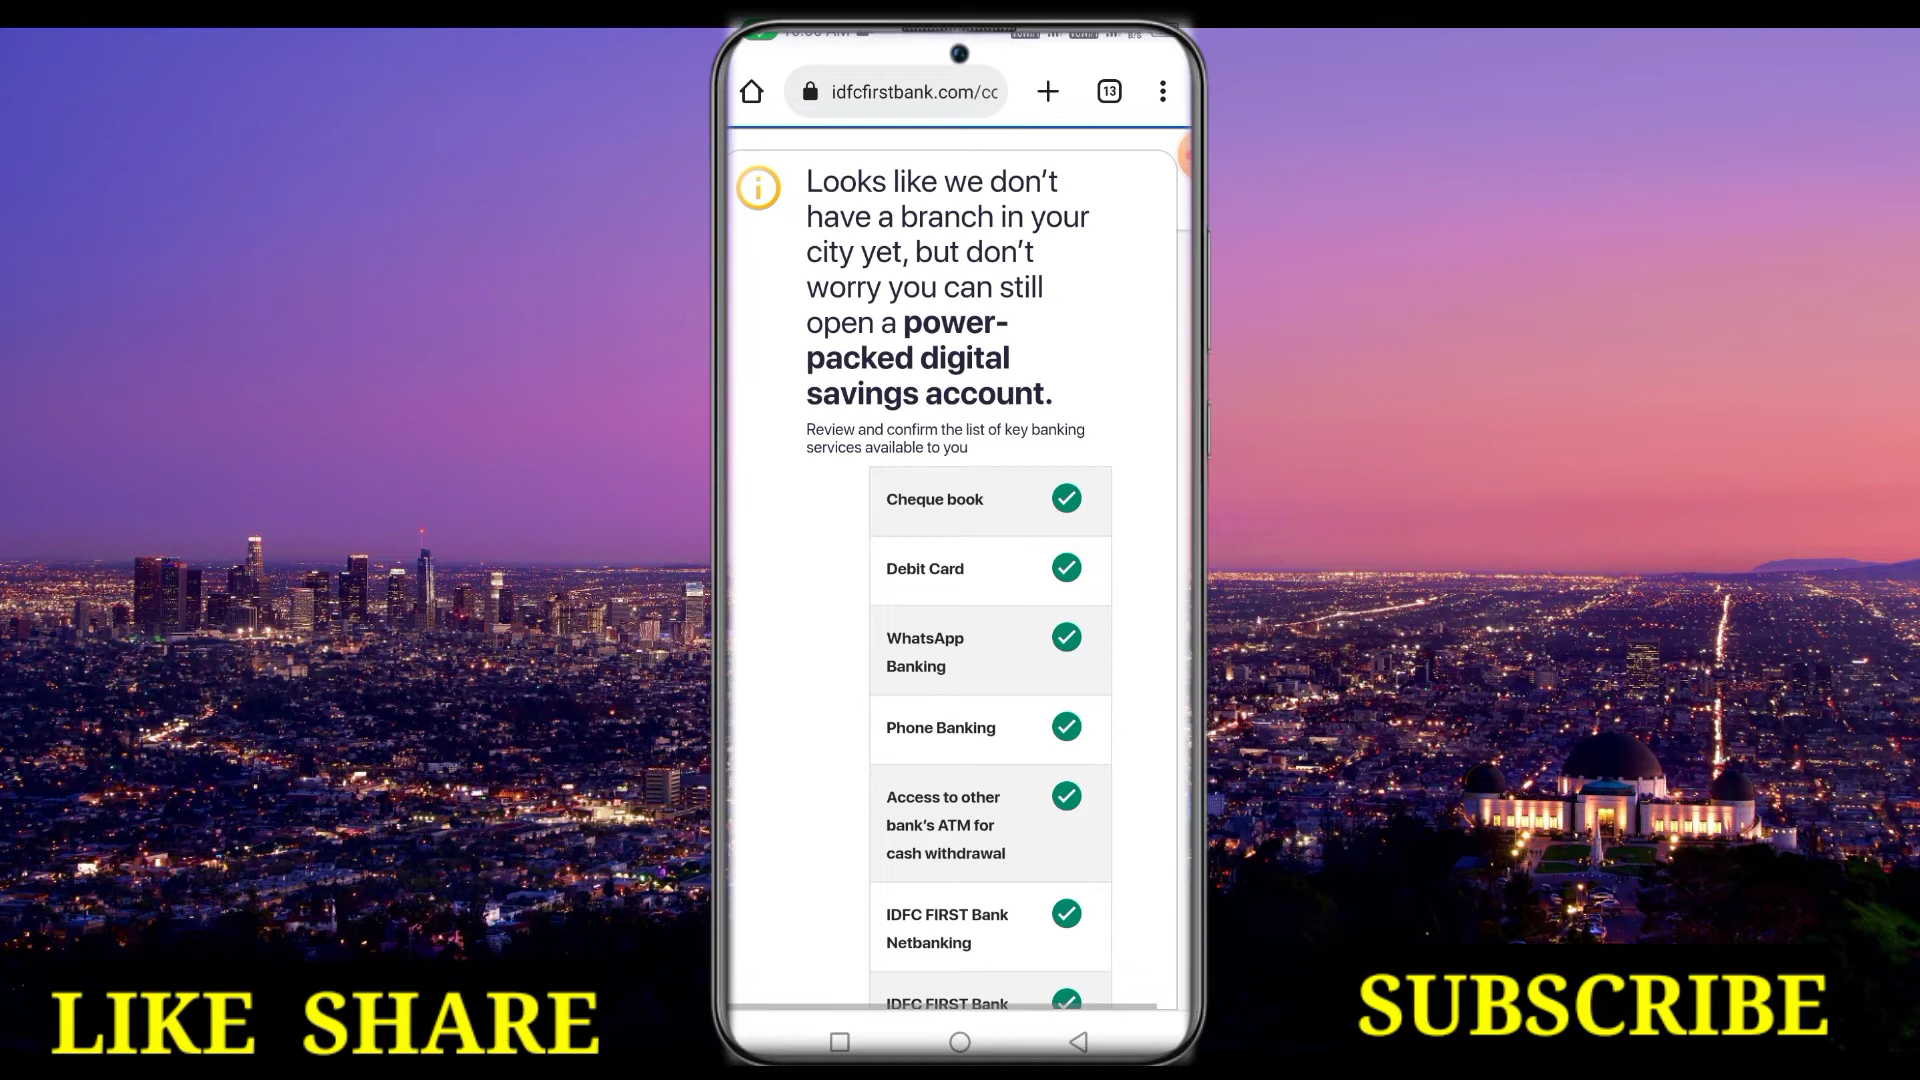 idfcfirstbank.com/cc
13
Looks like we don’t
have a branch in your
city yet, but don’t
worry you can still
open a power-
packed digital
savings account.
Review and confirm the list of key banking
services available to you
Cheque book
Debit Card
WhatsApp
Banking
Phone Banking
Access to other
bank’s ATM for
cash withdrawal
IDFC FIRST Bank
Netbanking
IDFC FIRST Bank
LIKE SHARE
SUBSCRIBE